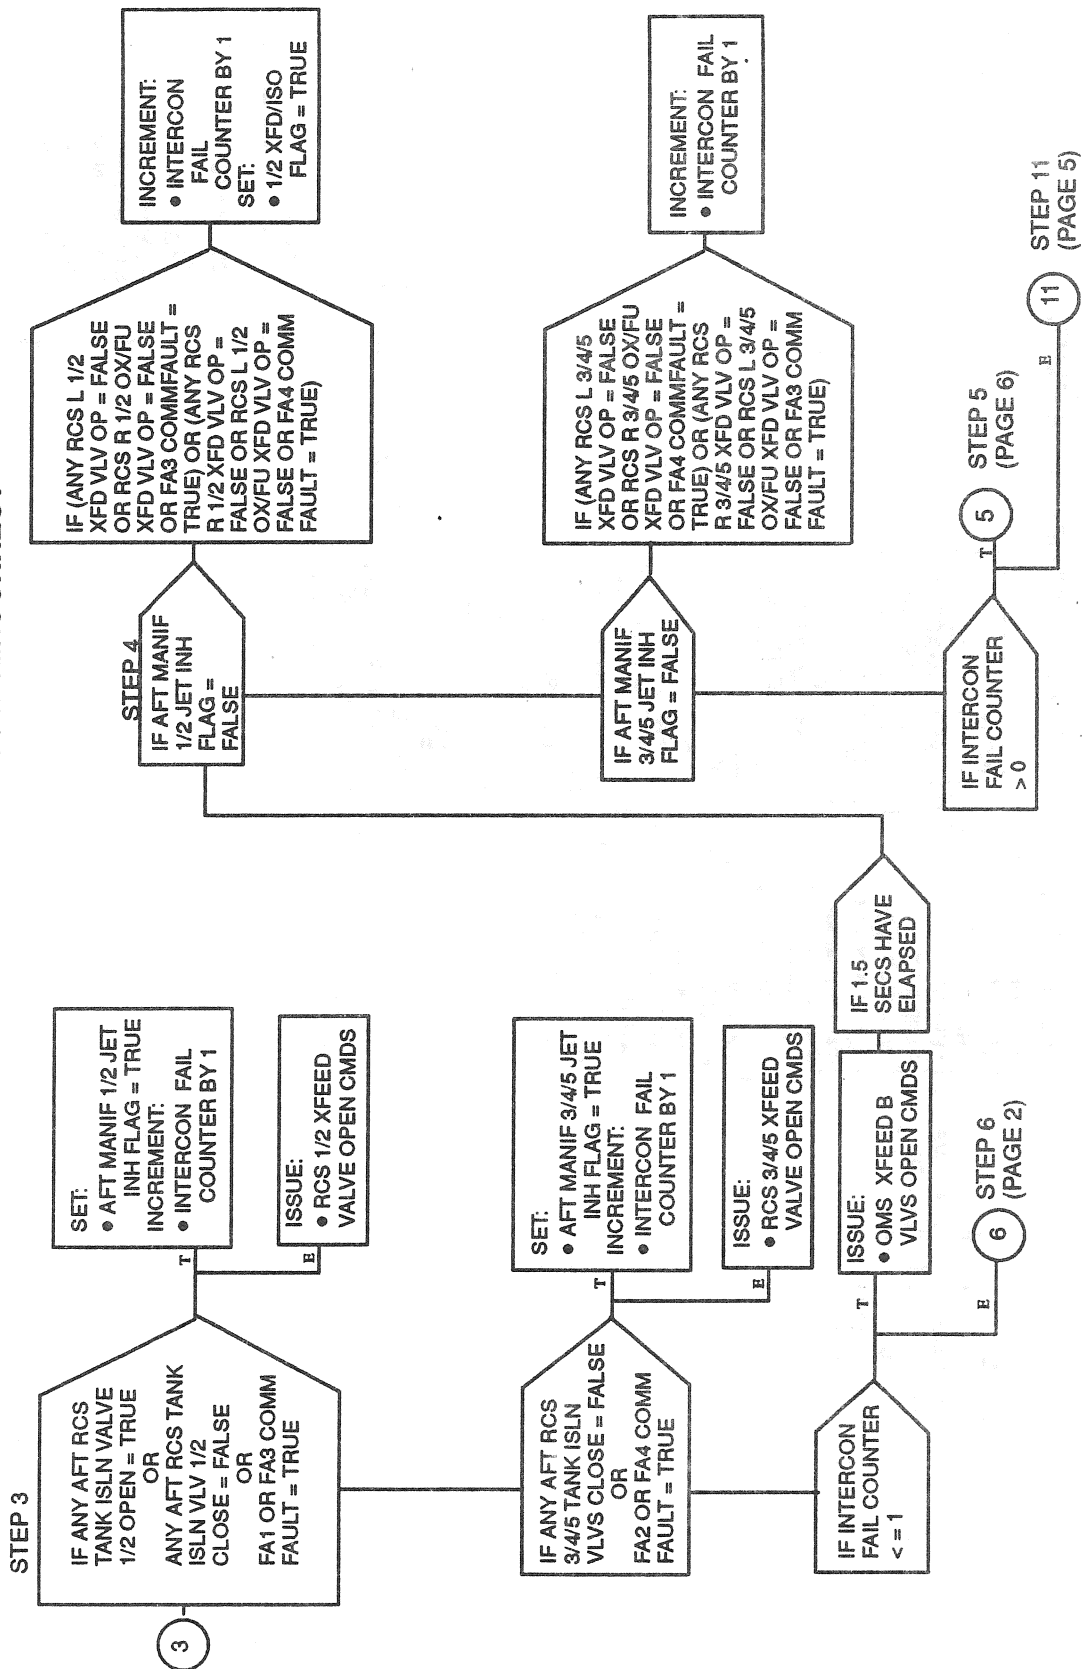 STEP 3
3
IF ANY AFT RCS
TANK ISLN VALVE
1/2 OPEN = TRUE
OR
ANY AFT RCS TANK
ISLN VLV 1/2
CLOSE = FALSE
OR
FA1 OR FA3 COMM
FAULT = TRUE
T
SET:
• AFT MANIF 1/2 JET
INH FLAG = TRUE
INCREMENT:
• INTERCON FAIL
COUNTER BY 1
E
ISSUE:
• RCS 1/2 XFEED
VALVE OPEN CMDS
IF ANY AFT RCS
3/4/5 TANK ISLN
VLVS CLOSE = FALSE
OR
FA2 OR FA4 COMM
FAULT = TRUE
T
SET:
• AFT MANIF 3/4/5 JET
INH FLAG = TRUE
INCREMENT:
• INTERCON FAIL
COUNTER BY 1
E
ISSUE:
• RCS 3/4/5 XFEED
VALVE OPEN CMDS
IF INTERCON
FAIL COUNTER
< = 1
T
ISSUE:
• OMS XFEED B
VLVS OPEN CMDS
E
6
STEP 6
(PAGE 2)
IF 1.5
SECS HAVE
ELAPSED
STEP 4
IF AFT MANIF
1/2 JET INH
FLAG =
FALSE
IF (ANY RCS L 1/2
XFD VLV OP = FALSE
OR RCS R 1/2 OX/FU
XFD VLV OP = FALSE
OR FA3 COMMFAULT =
TRUE) OR (ANY RCS
R 1/2 XFD VLV OP =
FALSE OR RCS L 1/2
OX/FU XFD VLV OP =
FALSE OR FA4 COMM
FAULT = TRUE)
INCREMENT:
• INTERCON
FAIL
COUNTER BY 1
SET:
• 1/2 XFD/ISO
FLAG = TRUE
IF AFT MANIF
3/4/5 JET INH
FLAG = FALSE
IF (ANY RCS L 3/4/5
XFD VLV OP = FALSE
OR RCS R 3/4/5 OX/FU
XFD VLV OP = FALSE
OR FA4 COMMFAULT =
TRUE) OR (ANY RCS
R 3/4/5 XFD VLV OP =
FALSE OR RCS L 3/4/5
OX/FU XFD VLV OP =
FALSE OR FA3 COMM
FAULT = TRUE)
INCREMENT:
• INTERCON FAIL
COUNTER BY 1
IF INTERCON
FAIL COUNTER
> 0
T
5
STEP 5
(PAGE 6)
E
11
STEP 11
(PAGE 5)